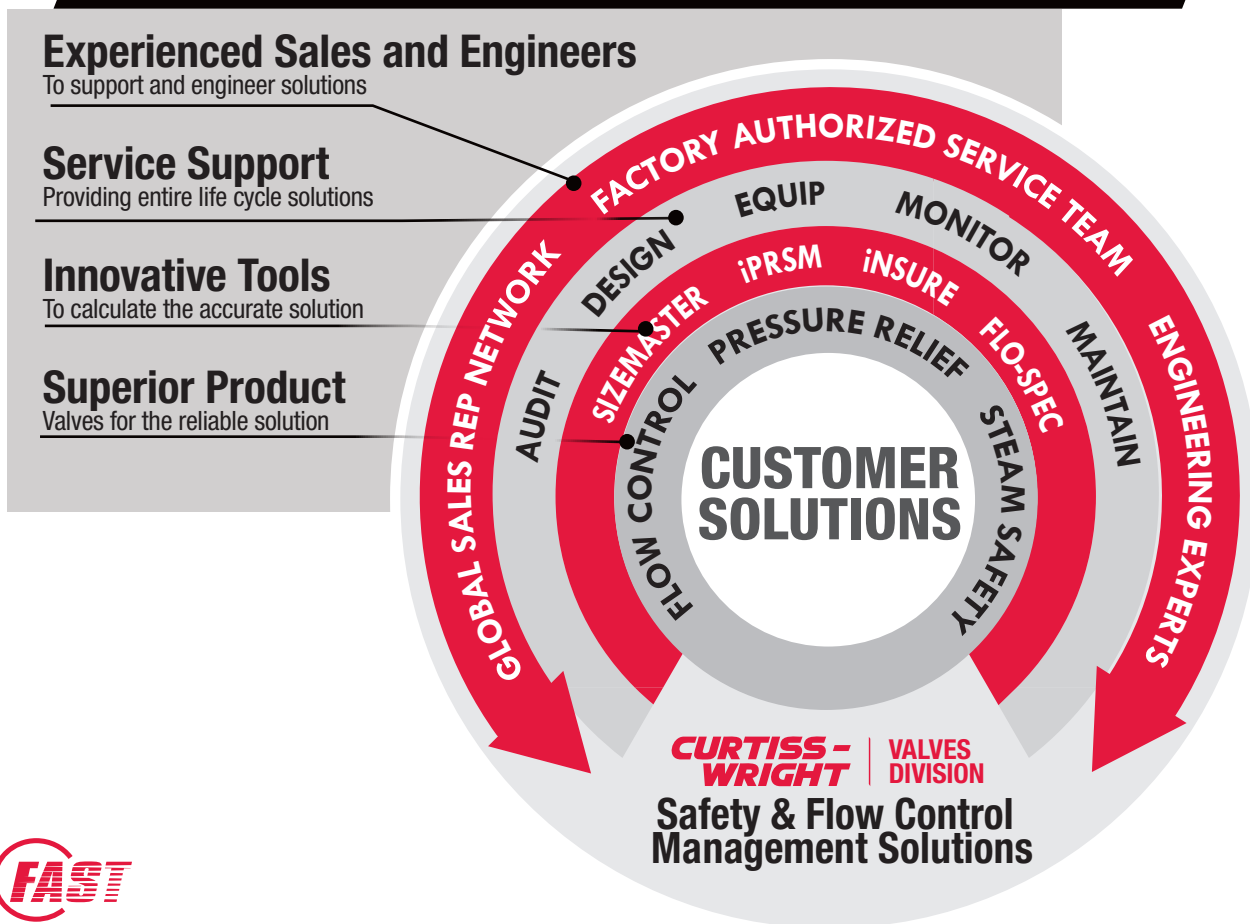 Experienced Sales and Engineers
To support and engineer solutions
Service Support
Providing entire life cycle solutions
Innovative Tools
To calculate the accurate solution
Superior Product
Valves for the reliable solution
GLOBAL SALES REP NETWORK
FACTORY AUTHORIZED SERVICE TEAM
ENGINEERING EXPERTS
AUDIT
DESIGN
EQUIP
MONITOR
MAINTAIN
SIZEMASTER
iPRSM
iNSURE
FLO-SPEC
FLOW CONTROL
PRESSURE RELIEF
STEAM SAFETY
CUSTOMER
SOLUTIONS
CURTISS-
WRIGHT
VALVES
DIVISION
Safety & Flow Control
Management Solutions
FAST